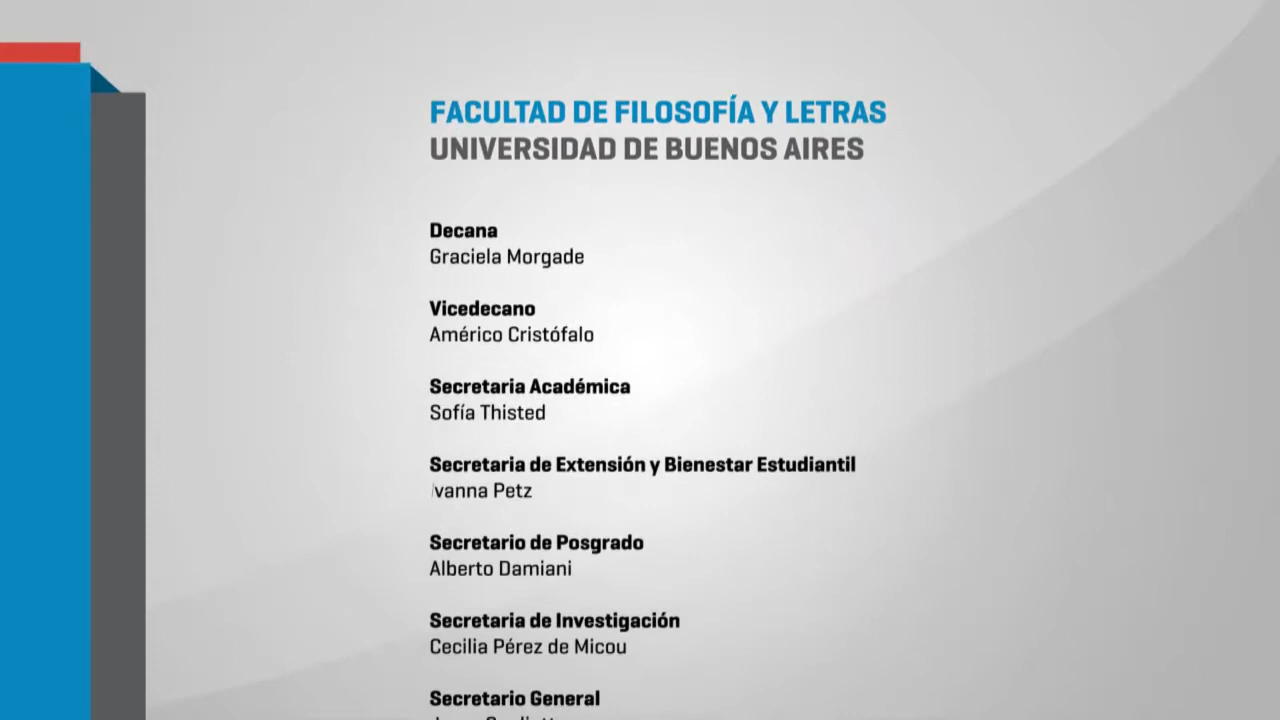 FACULTAD DE FILOSOFÍA Y LETRAS
UNIVERSIDAD DE BUENOS AIRES
Decana
Graciela Morgade
Vicedecano
Américo Cristófalo
Secretaria Académica
Sofía Thisted
Secretaria de Extensión y Bienestar Estudiantil
Ivanna Petz
Secretario de Posgrado
Alberto Damiani
Secretaria de Investigación
Cecilia Pérez de Micou
Secretario General